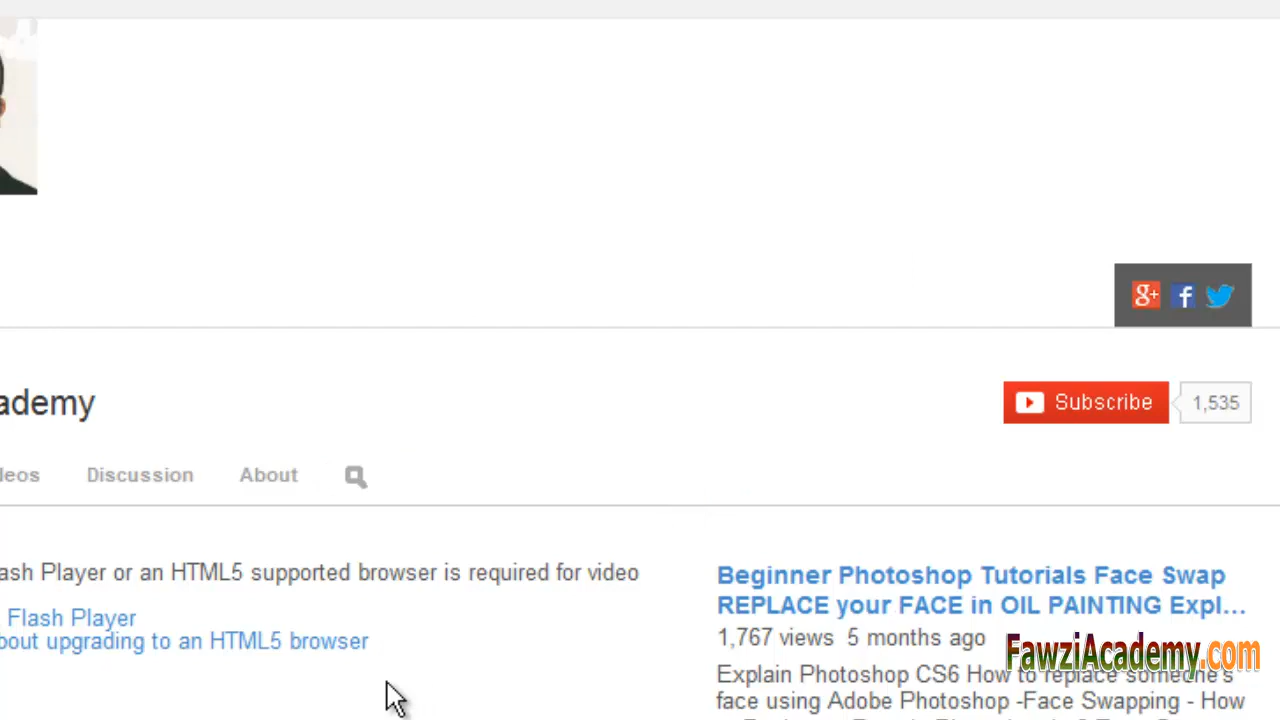 g+ f
ademy
Subscribe 1,535
leos Discussion About
ash Player or an HTML5 supported browser is required for video
Flash Player
bout upgrading to an HTML5 browser
Beginner Photoshop Tutorials Face Swap
REPLACE your FACE in OIL PAINTING Expl...
1,767 views 5 months ago
Explain Photoshop CS6 How to replace someone's
face using Adobe Photoshop -Face Swapping - How
FawziAcademy.com